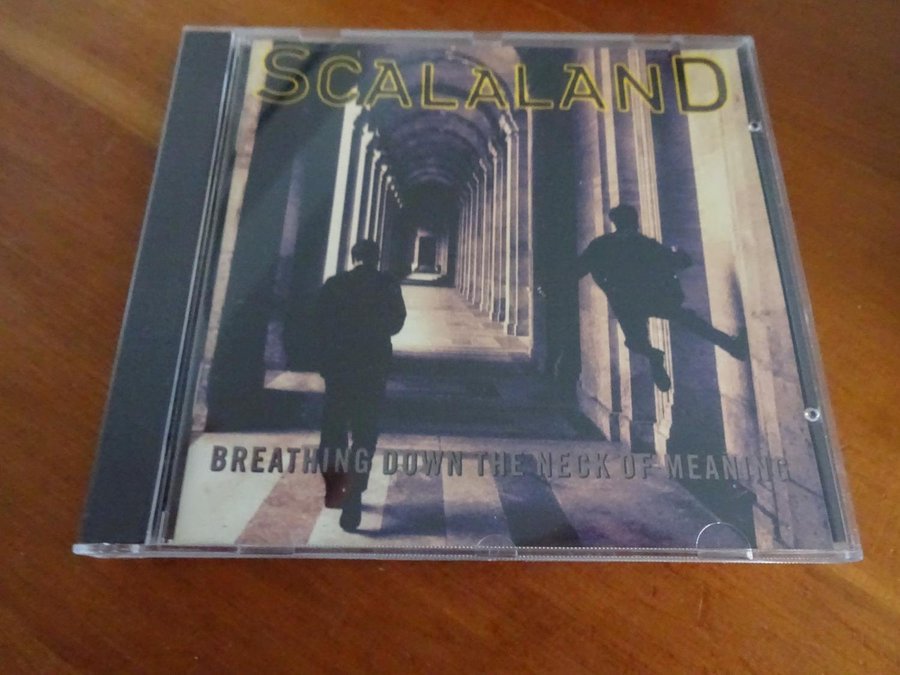 SCALALAND
BREATHING DOWN THE NECK OF MEANING